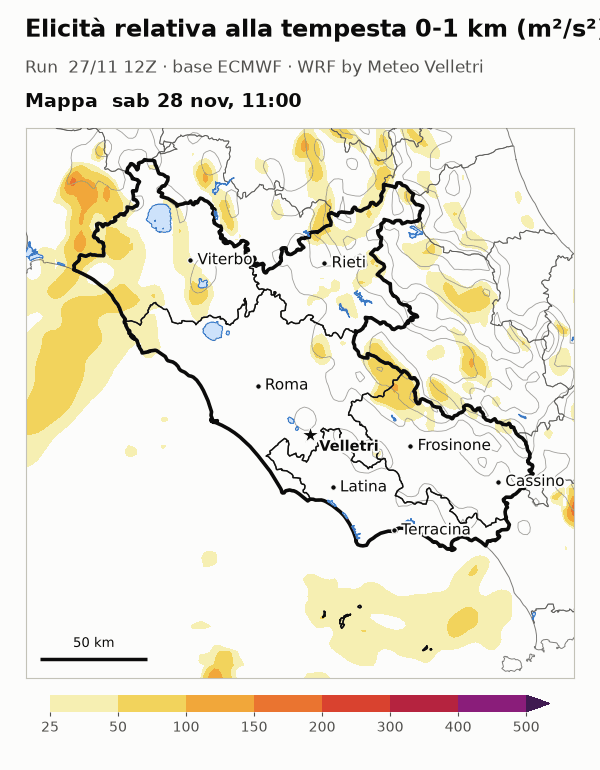 Elicità relativa alla tempesta 0-1 km (m²/s²)
Run  27/11 12Z · base ECMWF · WRF by Meteo Velletri
Mappa  sab 28 nov, 11:00
Viterbo
Rieti
Roma
Velletri
Frosinone
Cassino
Latina
Terracina
50 km
25 50 100 150 200 300 400 500